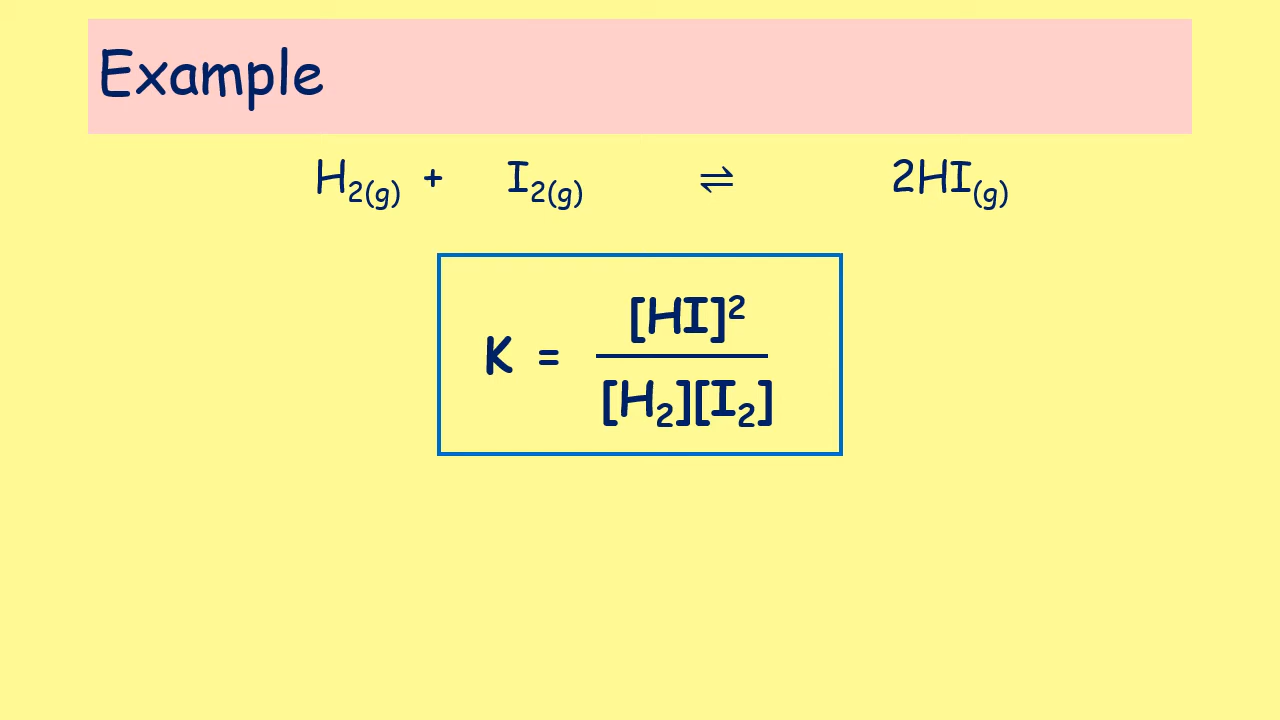 Example
H₂(g) + I₂(g) ⇌ 2HI(g)
[HI]²
K =
[H₂][I₂]